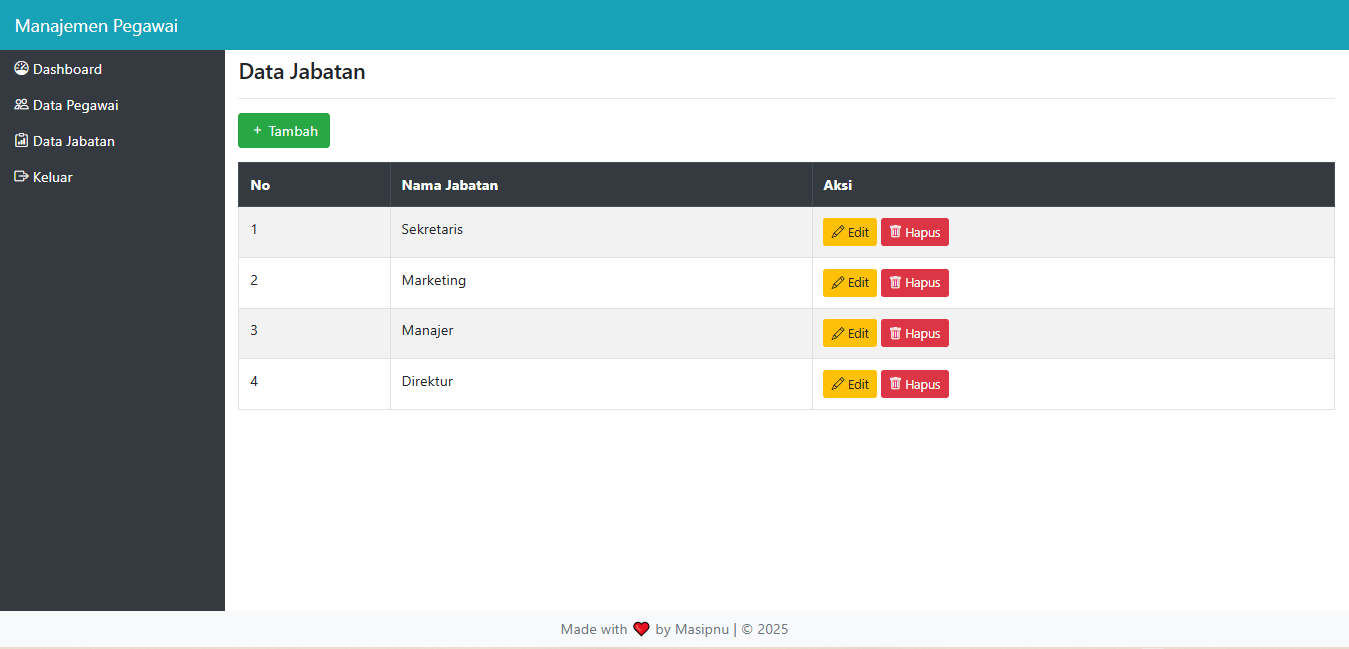 Manajemen Pegawai
Dashboard
Data Pegawai
Data Jabatan
Keluar
Data Jabatan
+ Tambah
No Nama Jabatan Aksi
1 Sekretaris Edit Hapus
2 Marketing Edit Hapus
3 Manajer Edit Hapus
4 Direktur Edit Hapus
Made with ❤ by Masipnu | © 2025